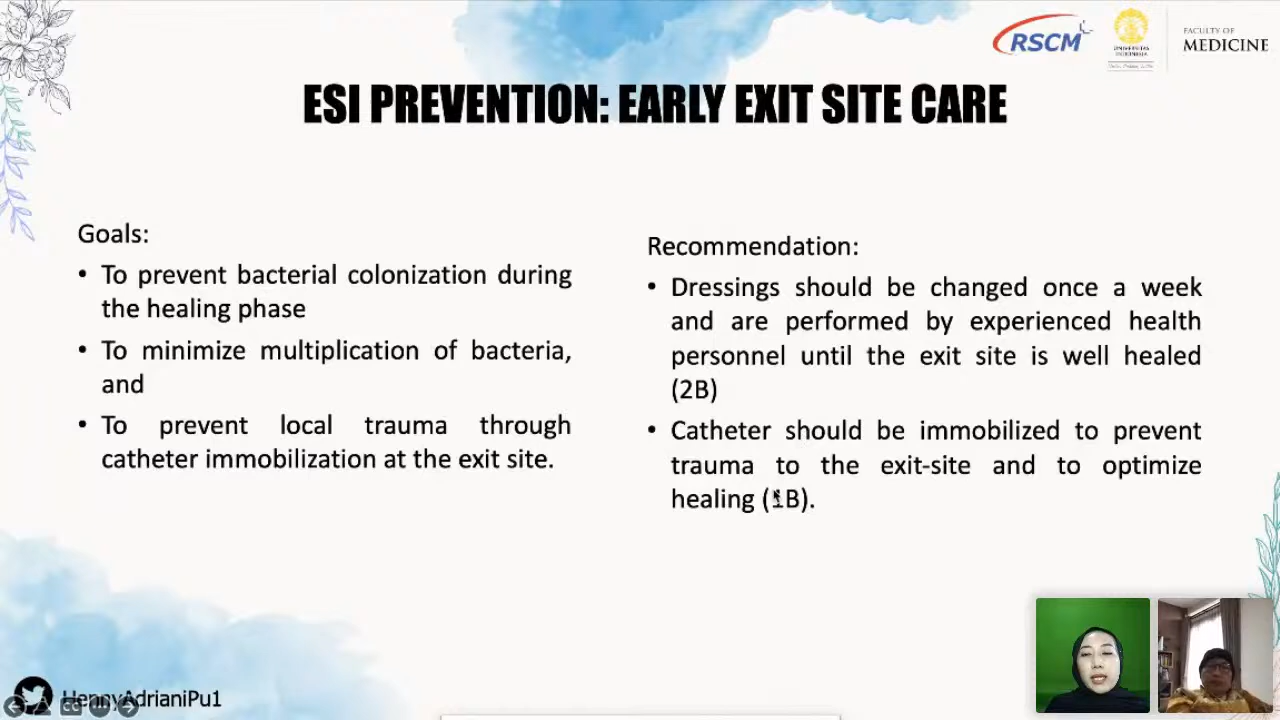 RSCM
UNIVERSITAS
INDONESIA
FACULTY OF
MEDICINE
ESI PREVENTION: EARLY EXIT SITE CARE
Goals:
• To prevent bacterial colonization during
the healing phase
• To minimize multiplication of bacteria,
and
• To prevent local trauma through
catheter immobilization at the exit site.
Recommendation:
• Dressings should be changed once a week
and are performed by experienced health
personnel until the exit site is well healed
(2B)
• Catheter should be immobilized to prevent
trauma to the exit-site and to optimize
healing (1B).
HennyAdrianiPu1